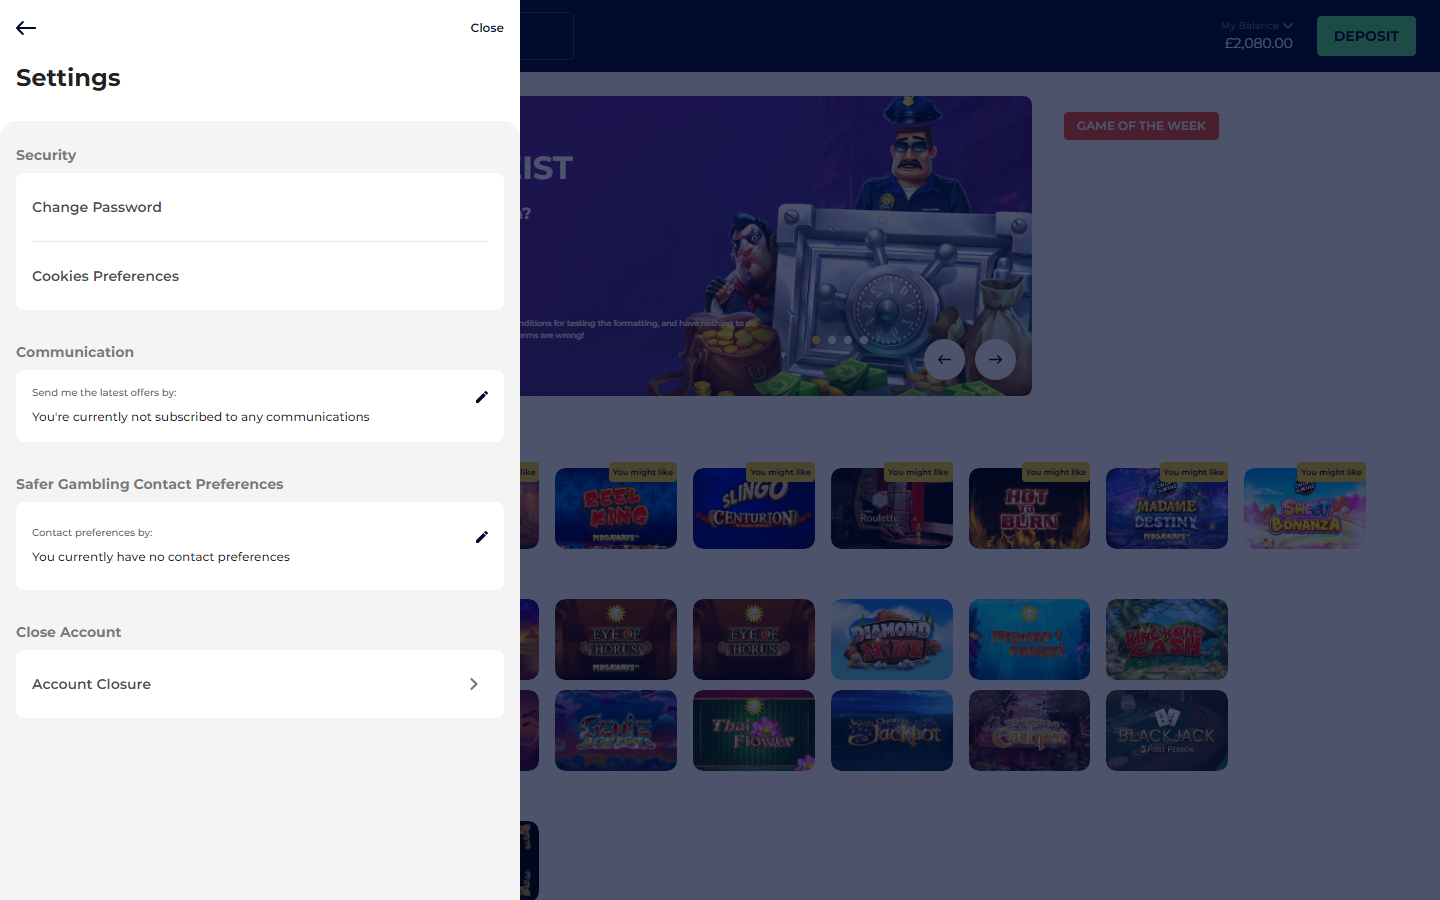 Close
Settings
Security
Change Password
Cookies Preferences
Communication
Send me the latest offers by:
You're currently not subscribed to any communications
Safer Gambling Contact Preferences
Contact preferences by:
You currently have no contact preferences
Close Account
Account Closure
My Balance
£2,080.00
DEPOSIT
EIST
n?
nditions for testing the formatting, and have nothing to do
erms are wrong!
GAME OF THE WEEK
like
You might like
You might like
You might like
You might like
You might like
You might like
REEL
KING
MEGAWAYS
SLINGO
CENTURION
Roulette
HOT
TO
BURN
MADAME
DESTINY
MEGAWAYS
SWEET
BONANZA
EYE OF
HORUS
MEGAWAYS
EYE OF
HORUS
DIAMOND
MINE
FISHIN'
FRENZY
KING KONG
CASH
GENIE
JACKPOTS
Thai
Flower
Jackpot
BLACKJACK
FIRST PERSON